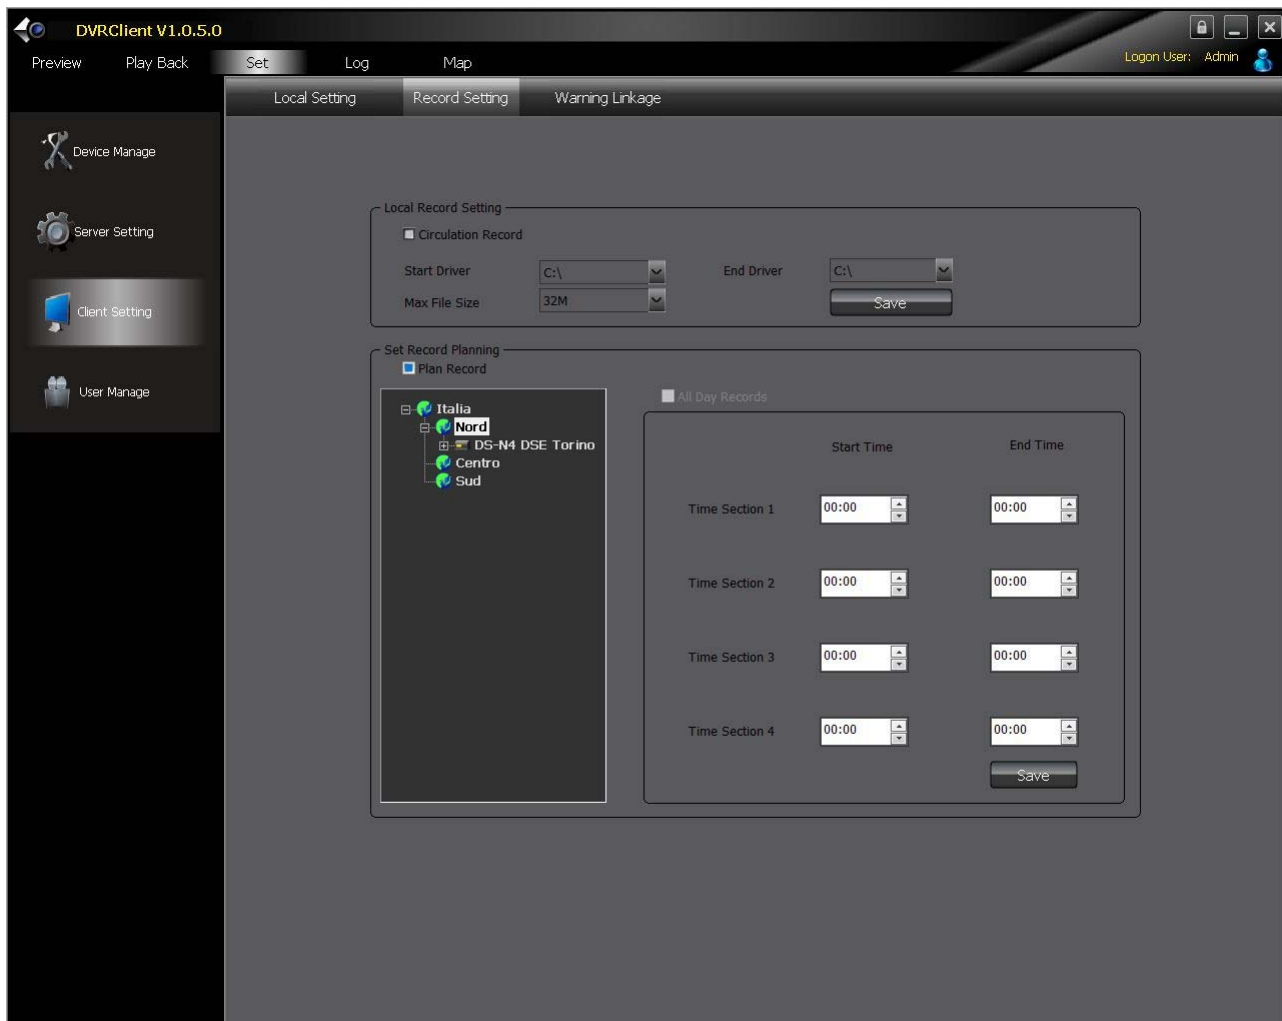 DVRClient V1.0.5.0
Preview Play Back Set Log Map
Logon User: Admin
Local Setting Record Setting Warning Linkage
Device Manage
Server Setting
Client Setting
User Manage
Local Record Setting
Circulation Record
Start Driver C:\ End Driver C:\
Max File Size 32M Save
Set Record Planning
Plan Record
Italia
Nord
DS-N4 DSE Torino
Centro
Sud
All Day Records
Start Time End Time
Time Section 1 00:00 00:00
Time Section 2 00:00 00:00
Time Section 3 00:00 00:00
Time Section 4 00:00 00:00
Save